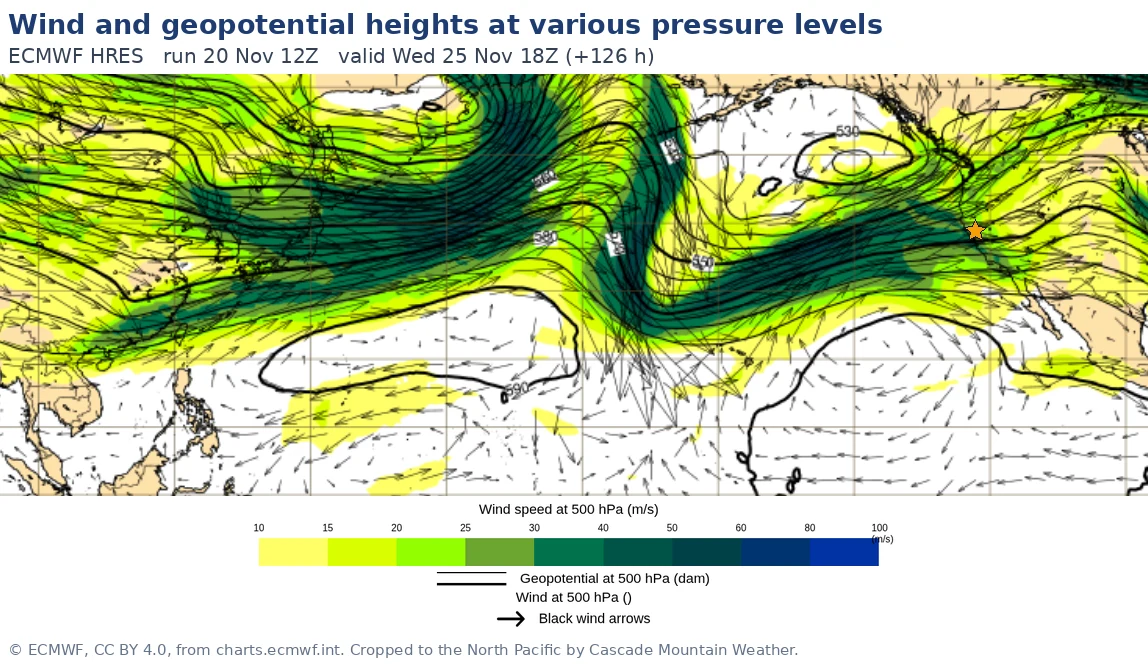 Wind and geopotential heights at various pressure levels
ECMWF HRES run 20 Nov 12Z valid Wed 25 Nov 18Z (+126 h)
530
560
580
550
590
Wind speed at 500 hPa (m/s)
10 15 20 25 30 40 50 60 80 100
(m/s)
Geopotential at 500 hPa (dam)
Wind at 500 hPa ()
Black wind arrows
© ECMWF, CC BY 4.0, from charts.ecmwf.int. Cropped to the North Pacific by Cascade Mountain Weather.